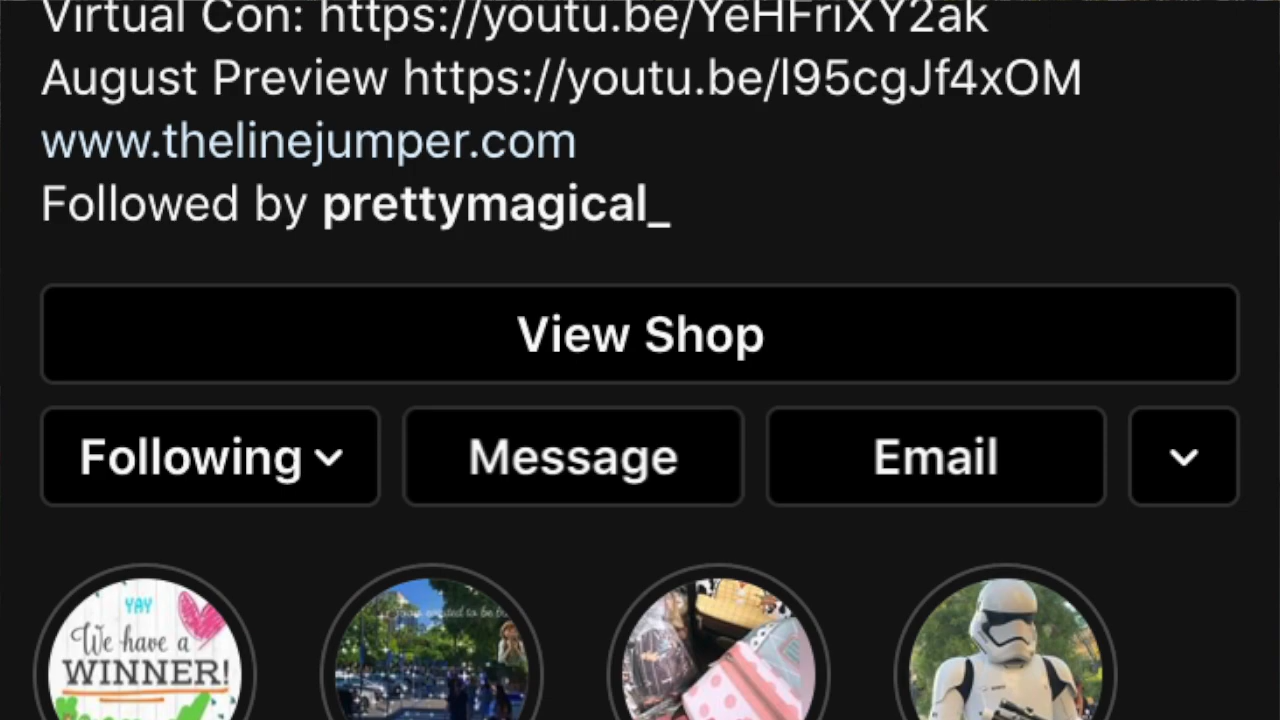 Virtual Con: https://youtu.be/YeHFriXY2ak
August Preview https://youtu.be/l95cgJf4xOM
www.thelinejumper.com
Followed by prettymagical_
View Shop
Following
Message
Email
YAY
We have a
WINNER!